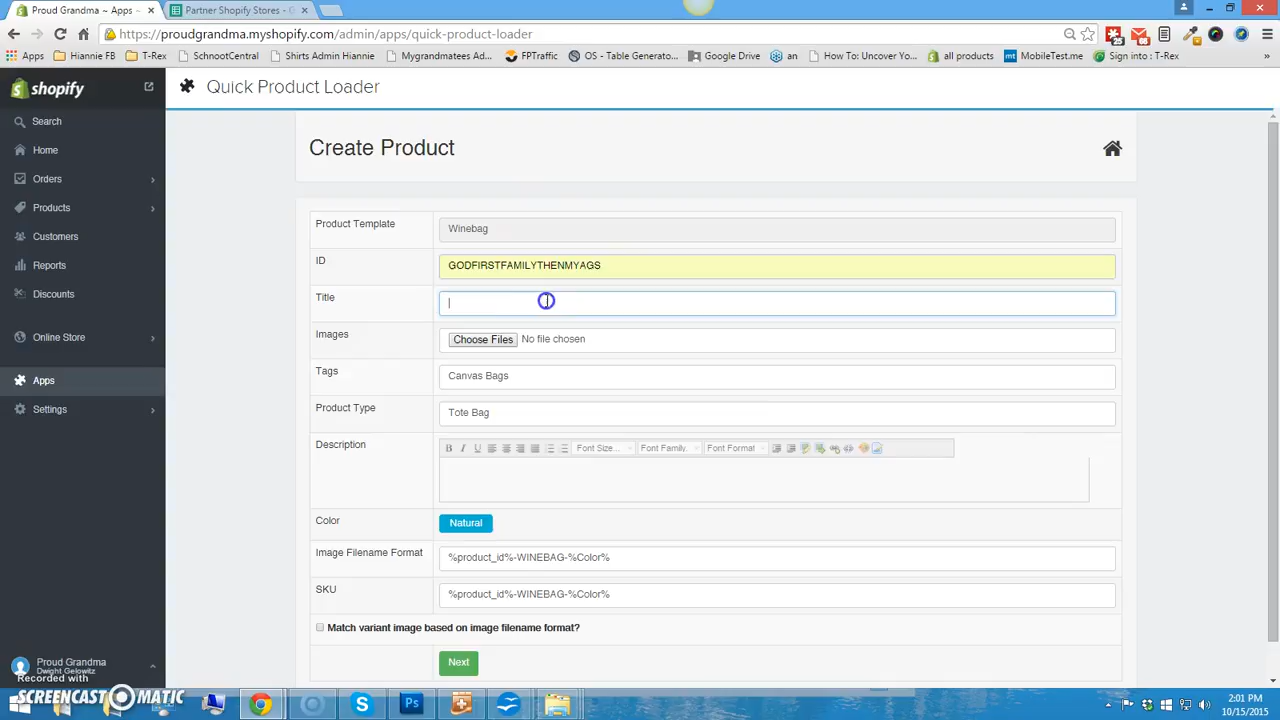 Proud Grandma ~ Apps ~
Partner Shopify Stores - G
https://proudgrandma.myshopify.com/admin/apps/quick-product-loader
Apps
Hiannie FB
T-Rex
SchnootCentral
Shirts Admin Hiannie
Mygrandnatees Ad...
FPTraffic
OS - Table Generato...
Google Drive
an
How To: Uncover Yo...
all products
MobileTest.me
Sign into : T-Rex
shopify
Quick Product Loader
Search
Home
Orders
Products
Customers
Reports
Discounts
Online Store
Apps
Settings
Create Product
Product Template
Winebag
ID
GODFIRSTFAMILYTHENMYAGS
Title
Images
Choose Files No file chosen
Tags
Canvas Bags
Product Type
Tote Bag
Description
B I U Font Size... Font Family. Font Format
Color
Natural
Image Filename Format
%product_id%-WINEBAG-%Color%
SKU
%product_id%-WINEBAG-%Color%
Match variant image based on image filename format?
Next
Proud Grandma
Dwight Gelowitz
Recorded with
SCREENCAST MATIC
2:01 PM
10/15/2015